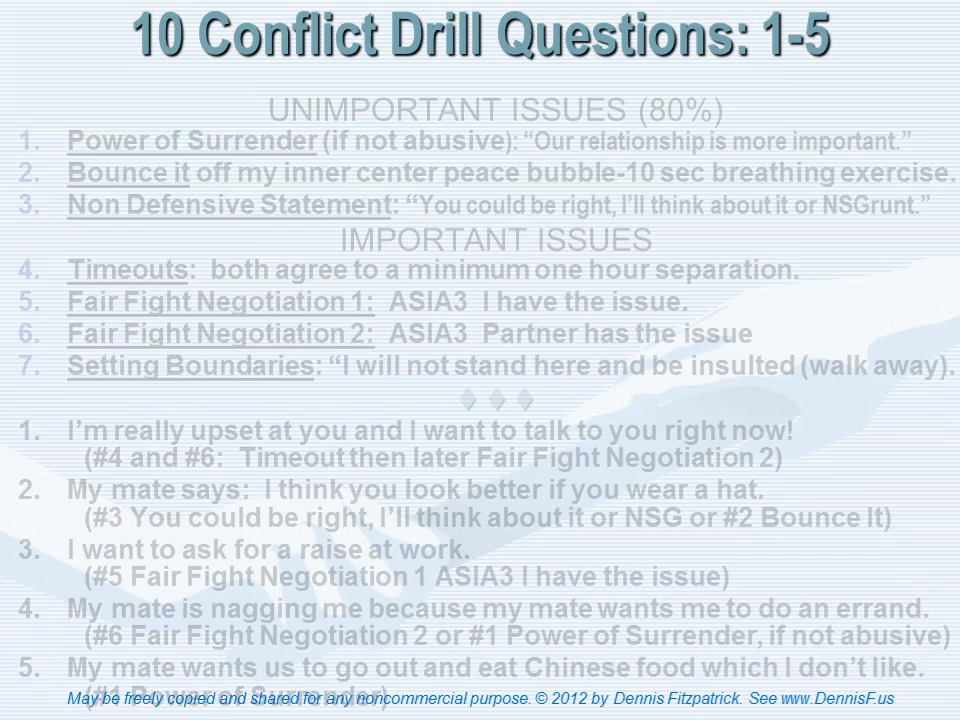 10 Conflict Drill Questions: 1-5
UNIMPORTANT ISSUES (80%)
1. Power of Surrender (if not abusive): “Our relationship is more important.”
2. Bounce it off my inner center peace bubble-10 sec breathing exercise.
3. Non Defensive Statement: “You could be right, I’ll think about it or NSGrunt.”
IMPORTANT ISSUES
4. Timeouts: both agree to a minimum one hour separation.
5. Fair Fight Negotiation 1: ASIA3 I have the issue.
6. Fair Fight Negotiation 2: ASIA3 Partner has the issue
7. Setting Boundaries: “I will not stand here and be insulted (walk away).
1. I’m really upset at you and I want to talk to you right now!
(#4 and #6: Timeout then later Fair Fight Negotiation 2)
2. My mate says: I think you look better if you wear a hat.
(#3 You could be right, I’ll think about it or NSG or #2 Bounce It)
3. I want to ask for a raise at work.
(#5 Fair Fight Negotiation 1 ASIA3 I have the issue)
4. My mate is nagging me because my mate wants me to do an errand.
(#6 Fair Fight Negotiation 2 or #1 Power of Surrender, if not abusive)
5. My mate wants us to go out and eat Chinese food which I don’t like.
(#1 Power of Surrender)
May be freely copied and shared for any noncommercial purpose. © 2012 by Dennis Fitzpatrick. See www.DennisF.us